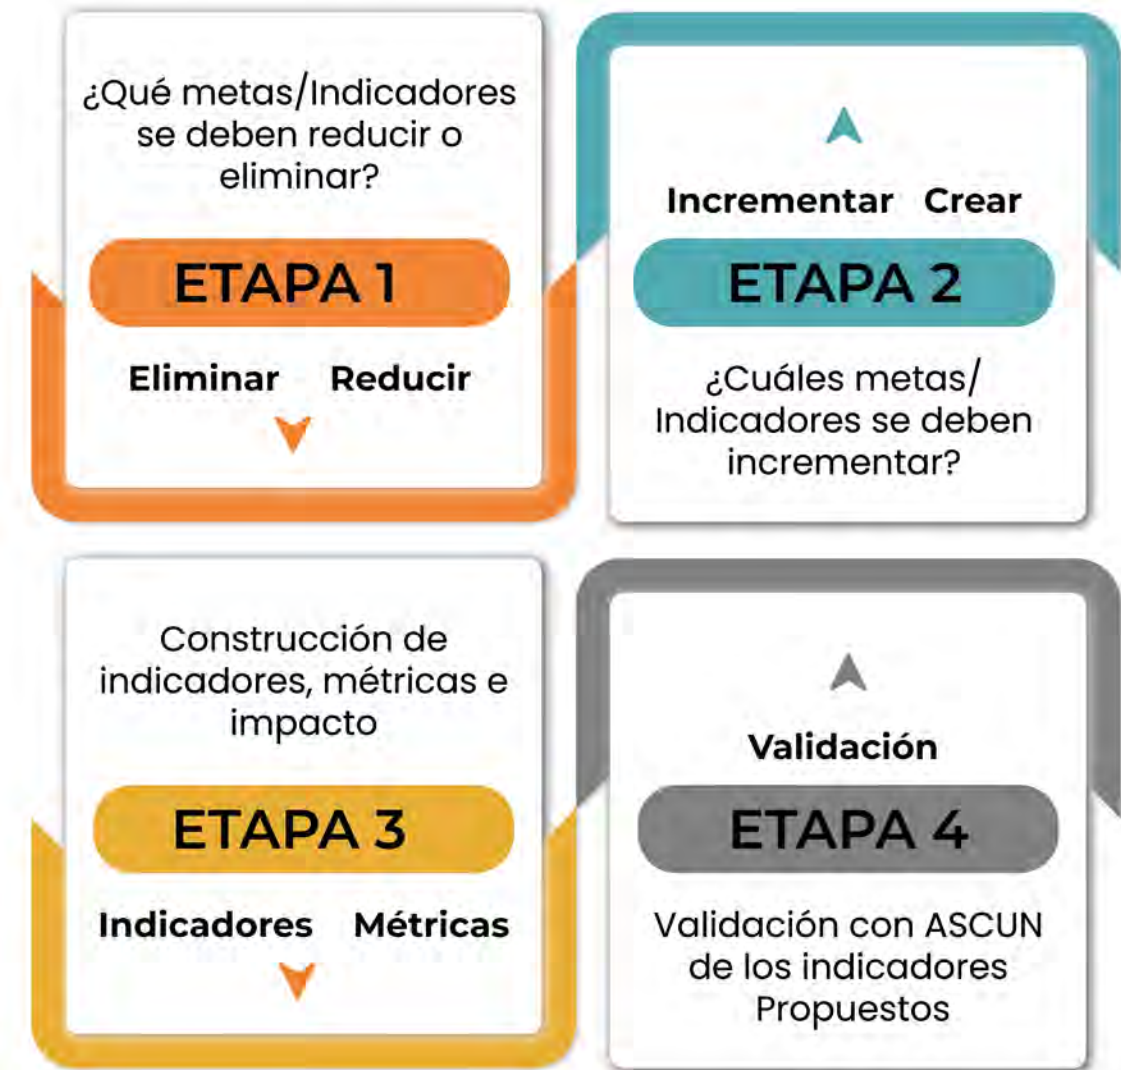 ¿Qué metas/Indicadores
se deben reducir o
eliminar?
ETAPA 1
Eliminar Reducir
Incrementar Crear
ETAPA 2
¿Cuáles metas/
Indicadores se deben
incrementar?
Construcción de
indicadores, métricas e
impacto
ETAPA 3
Indicadores Métricas
Validación
ETAPA 4
Validación con ASCUN
de los indicadores
Propuestos